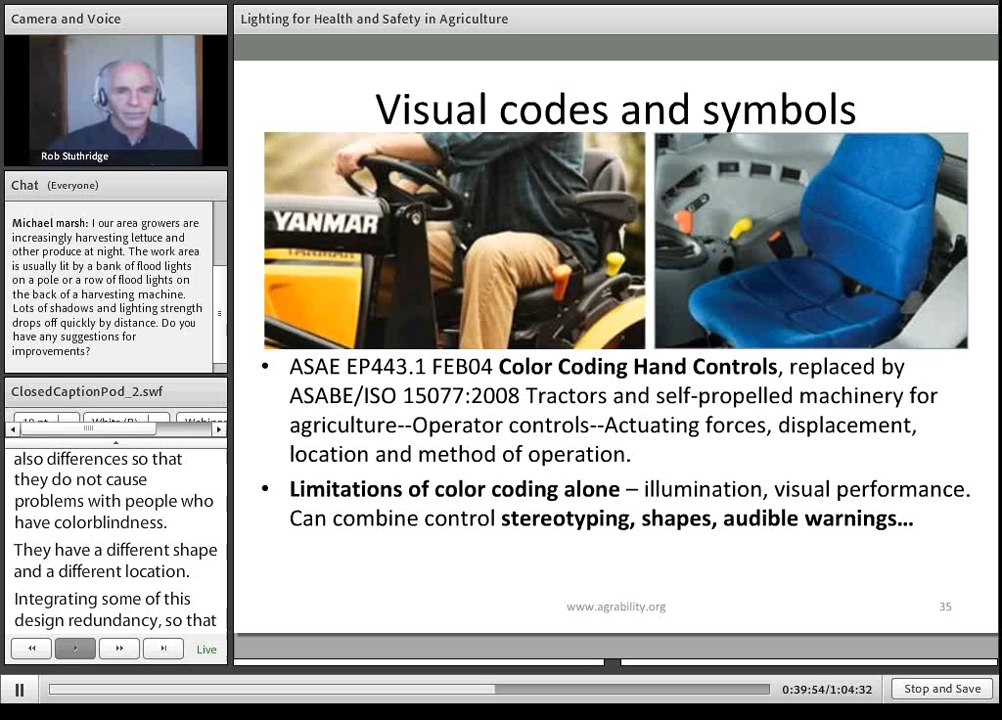 Camera and Voice
Rob Stuthridge
Chat (Everyone)
Michael marsh: I our area growers are
increasingly harvesting lettuce and
other produce at night. The work area
is usually lit by a bank of flood lights
on a pole or a row of flood lights on
the back of a harvesting machine.
Lots of shadows and lighting strength
drops off quickly by distance. Do you
have any suggestions for
improvements?
ClosedCaptionPod_2.swf
also differences so that
they do not cause
problems with people who
have colorblindness.
They have a different shape
and a different location.
Integrating some of this
design redundancy, so that
Live
Lighting for Health and Safety in Agriculture
Visual codes and symbols
YANMAR
YANMAR
• ASAE EP443.1 FEB04 Color Coding Hand Controls, replaced by
ASABE/ISO 15077:2008 Tractors and self-propelled machinery for
agriculture--Operator controls--Actuating forces, displacement,
location and method of operation.
• Limitations of color coding alone – illumination, visual performance.
Can combine control stereotyping, shapes, audible warnings...
www.agrability.org
35
0:39:54/1:04:32
Stop and Save